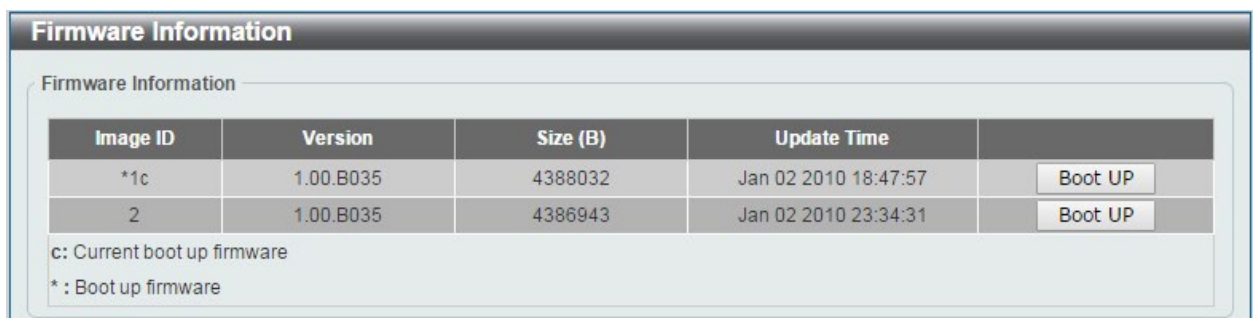 Firmware Information
Firmware Information
Image ID Version Size (B) Update Time
*1c 1.00.B035 4388032 Jan 02 2010 18:47:57 Boot UP
2 1.00.B035 4386943 Jan 02 2010 23:34:31 Boot UP
c: Current boot up firmware
* : Boot up firmware